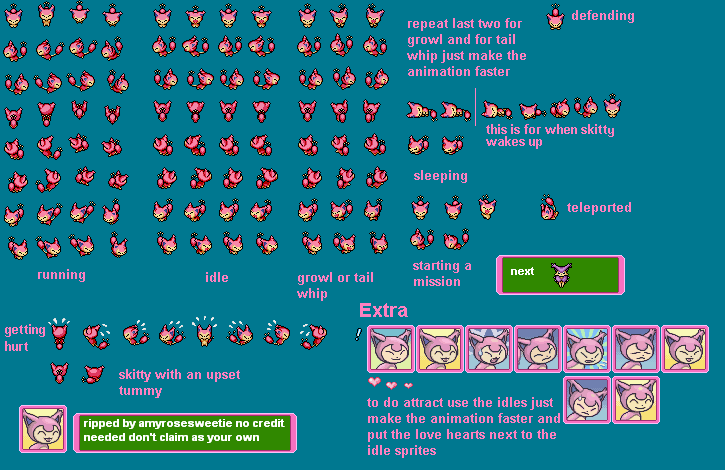 repeat last two for
growl and for tail
whip just make the
animation faster
defending
this is for when skitty
wakes up
sleeping
teleported
running
idle
growl or tail
whip
starting a
mission
next
Extra
getting
hurt
!
skitty with an upset
tummy
to do attract use the idles just
make the animation faster and
put the love hearts next to the
idle sprites
ripped by amyrosesweetie no credit
needed don't claim as your own